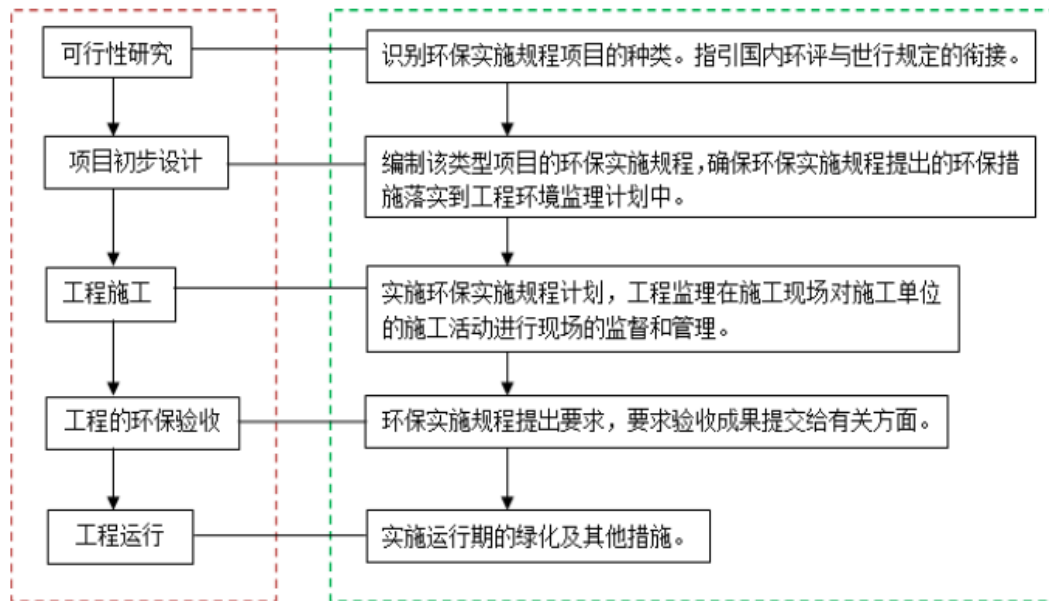 可行性研究
识别环保实施规程项目的种类。指引国内环评与世行规定的衔接。
项目初步设计
编制该类型项目的环保实施规程,确保环保实施规程提出的环保措
施落实到工程环境监理计划中。
工程施工
实施环保实施规程计划，工程监理在施工现场对施工单位
的施工活动进行现场的监督和管理。
工程的环保验收
环保实施规程提出要求，要求验收成果提交给有关方面。
工程运行
实施运行期的绿化及其他措施。